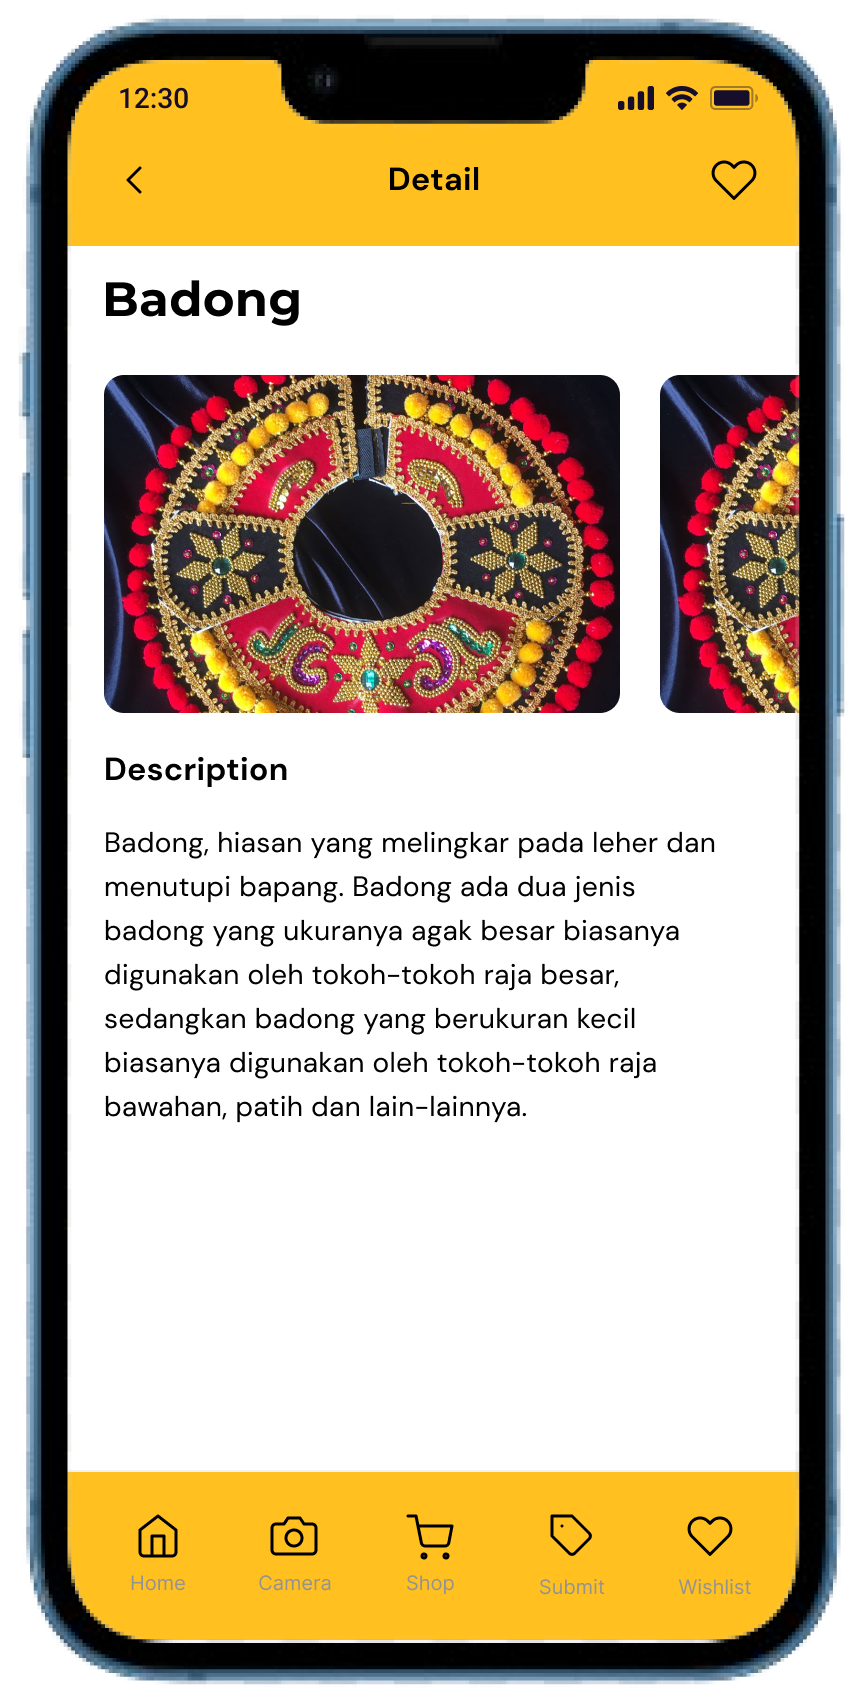 12:30
Detail
Badong
Description
Badong, hiasan yang melingkar pada leher dan
menutupi bapang. Badong ada dua jenis
badong yang ukuranya agak besar biasanya
digunakan oleh tokoh-tokoh raja besar,
sedangkan badong yang berukuran kecil
biasanya digunakan oleh tokoh-tokoh raja
bawahan, patih dan lain-lainnya.
Home
Camera
Shop
Submit
Wishlist